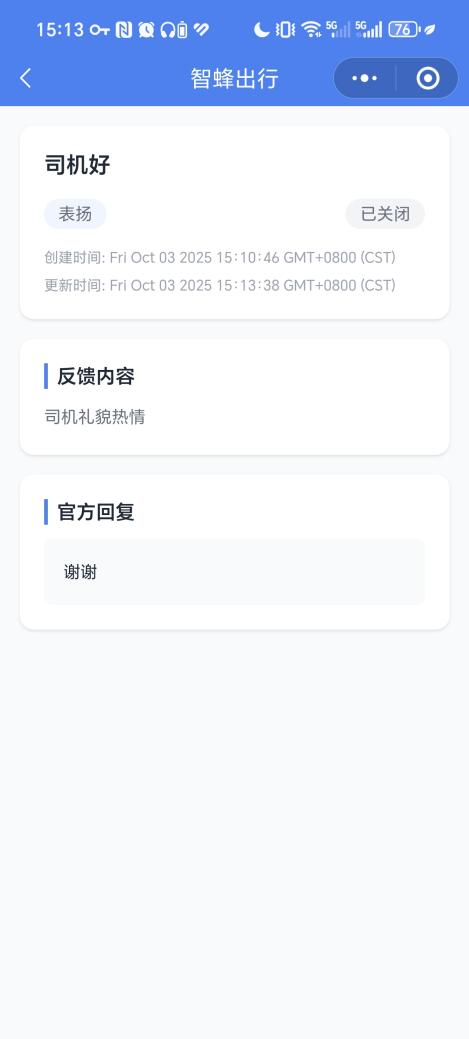 15:13
5G
5G
76
智蜂出行
司机好
表扬
已关闭
创建时间: Fri Oct 03 2025 15:10:46 GMT+0800 (CST)
更新时间: Fri Oct 03 2025 15:13:38 GMT+0800 (CST)
反馈内容
司机礼貌热情
官方回复
谢谢